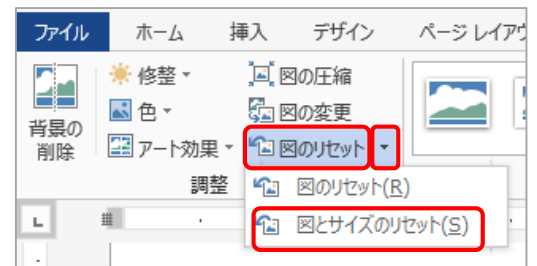 ファイル ホーム 挿入 デザイン ページ レイアウ
背景の
削除
修整
色
アート効果
図の圧縮
図の変更
図のリセット
調整
図のリセット(R)
図とサイズのリセット(S)
L